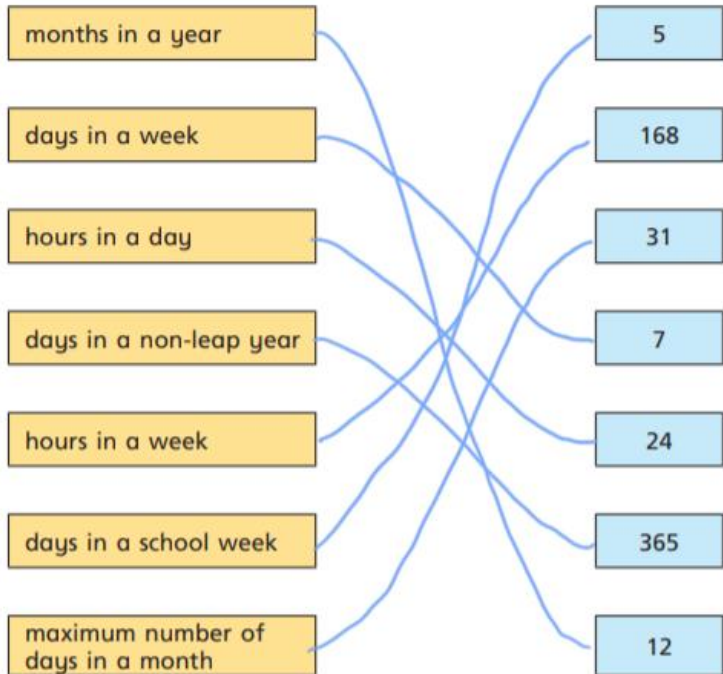 months in a year
5
days in a week
168
hours in a day
31
days in a non-leap year
7
hours in a week
24
days in a school week
365
maximum number of
days in a month
12